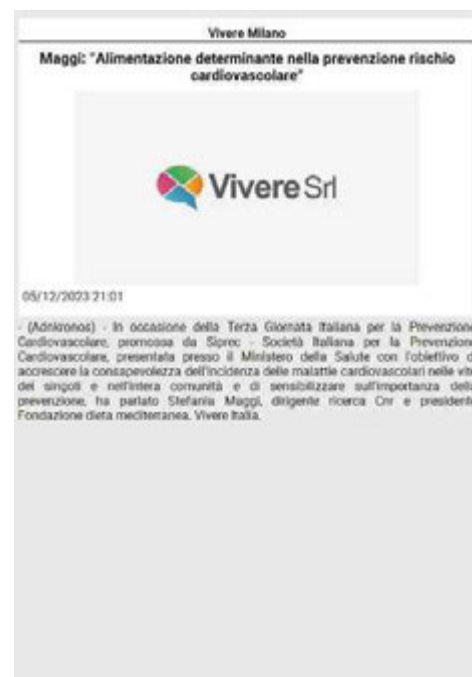 Vivere Milano
Maggi: "Alimentazione determinante nella prevenzione rischio
cardiovascolare"
Vivere Srl
05/12/2023 21:01
- (Adnkronos) - In occasione della Terza Giornata Italiana per la Prevenzione
Cardiovascolare, promossa da Siprec - Società Italiana per la Prevenzione
Cardiovascolare, presentata presso il Ministero della Salute con l'obiettivo d
accrescere la consapevolezza dell'incidenza delle malattie cardiovascolari nelle vite
dei singoli e nell'intera comunità e di sensibilizzare sull'importanza della
prevenzione, ha parlato Stefania Maggi, dirigente ricerca Cnr e presidente
Fondazione dieta mediterranea. Vivere Italia.